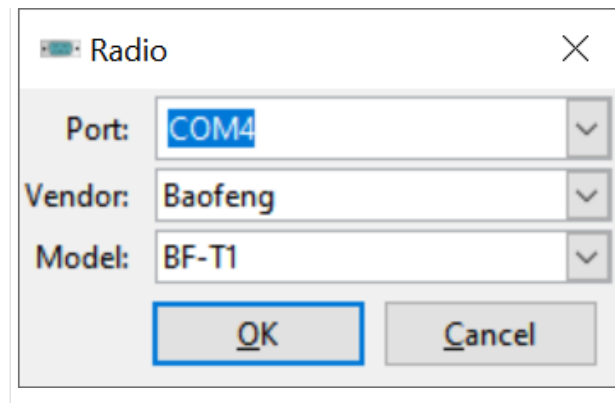 Radio
Port: COM4
Vendor: Baofeng
Model: BF-T1
OK Cancel